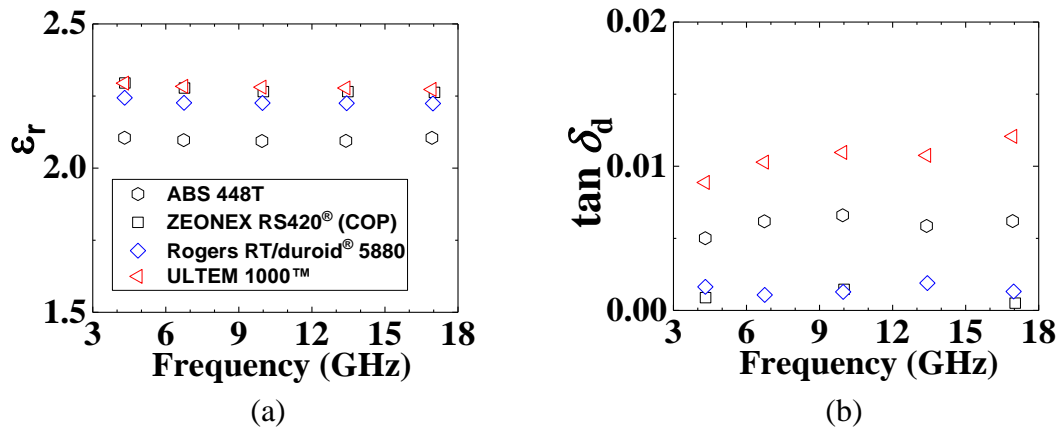 2.5
2.0
1.5
εr
3 6 9 12 15 18
Frequency (GHz)
ABS 448T
ZEONEX RS420® (COP)
Rogers RT/duroid® 5880
ULTEM 1000™
(a)
0.02
0.01
0.00
tan δd
3 6 9 12 15 18
Frequency (GHz)
(b)